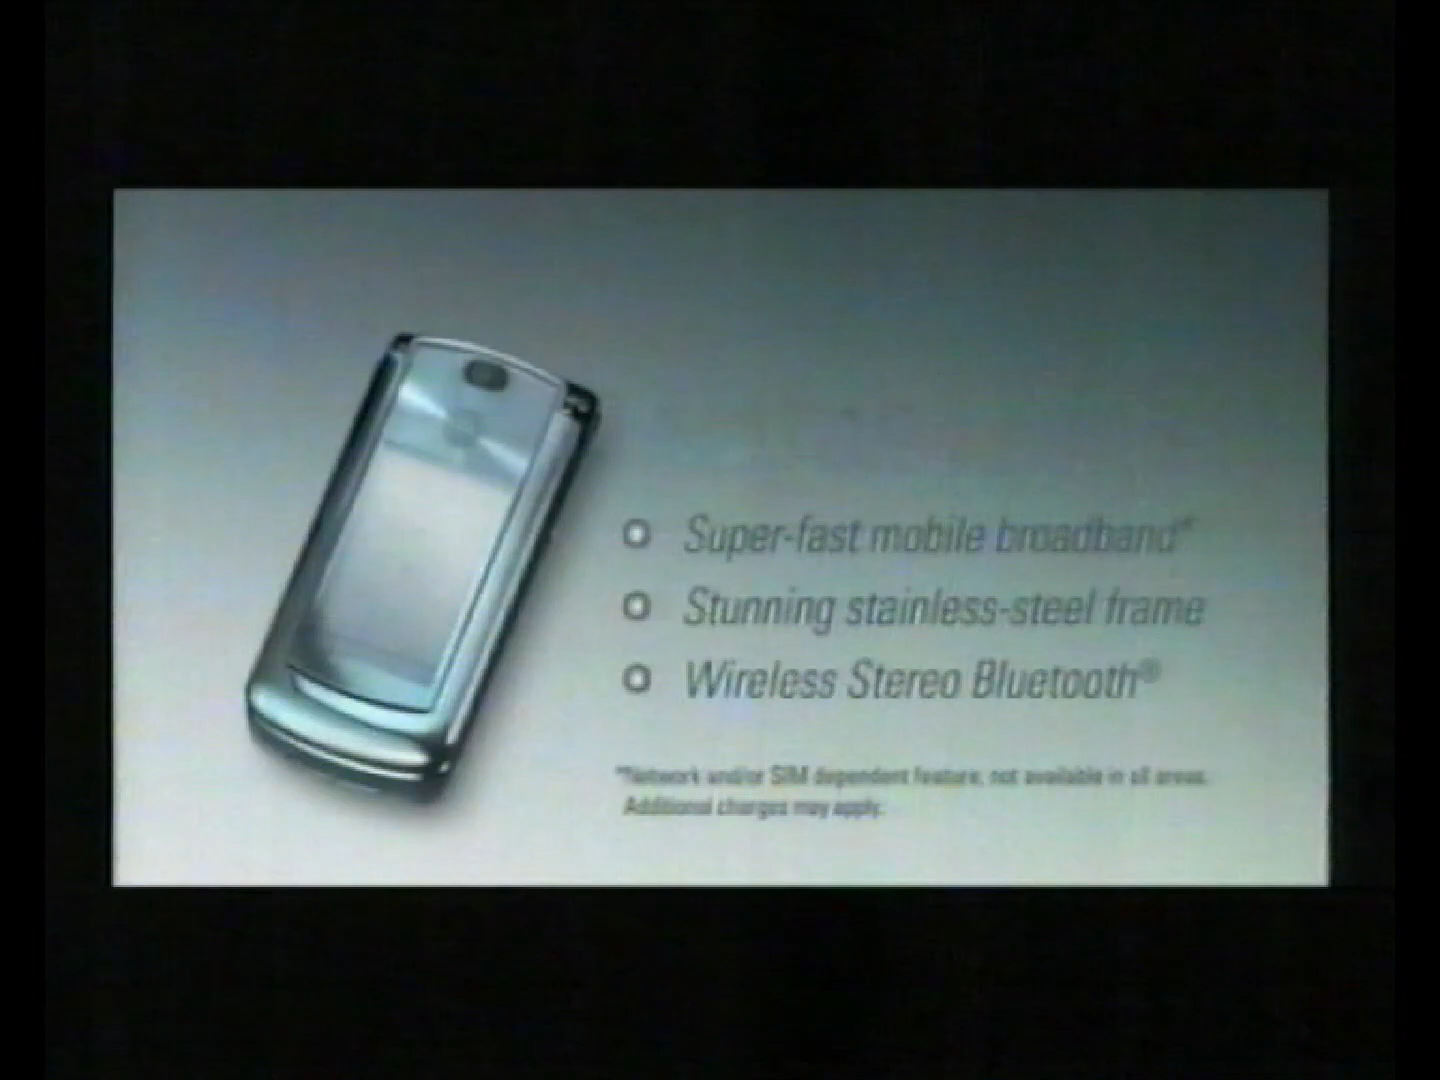 Super-fast mobile broadband*
Stunning stainless-steel frame
Wireless Stereo Bluetooth®
*Network and/or SIM dependent feature, not available in all areas.
Additional charges may apply.